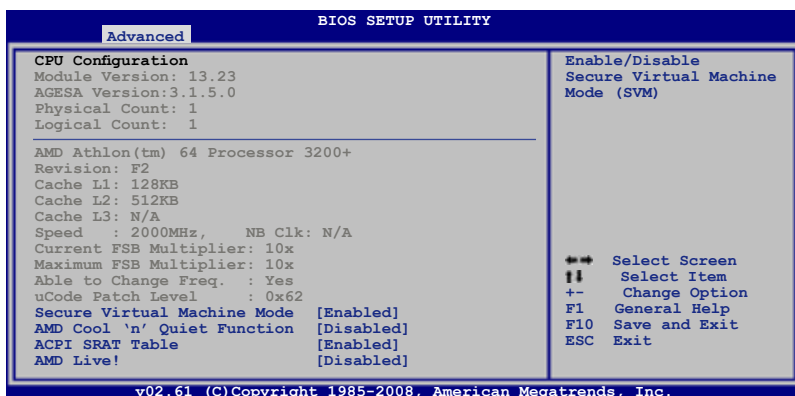 BIOS SETUP UTILITY
Advanced
CPU Configuration
Module Version: 13.23
AGESA Version:3.1.5.0
Physical Count: 1
Logical Count: 1
AMD Athlon(tm) 64 Processor 3200+
Revision: F2
Cache L1: 128KB
Cache L2: 512KB
Cache L3: N/A
Speed : 2000MHz, NB Clk: N/A
Current FSB Multiplier: 10x
Maximum FSB Multiplier: 10x
Able to Change Freq. : Yes
uCode Patch Level : 0x62
Secure Virtual Machine Mode [Enabled]
AMD Cool ‘n’ Quiet Function [Disabled]
ACPI SRAT Table [Enabled]
AMD Live! [Disabled]
Enable/Disable
Secure Virtual Machine
Mode (SVM)
←→ Select Screen
↑↓ Select Item
+- Change Option
F1 General Help
F10 Save and Exit
ESC Exit
v02.61 (C)Copyright 1985-2008, American Megatrends, Inc.